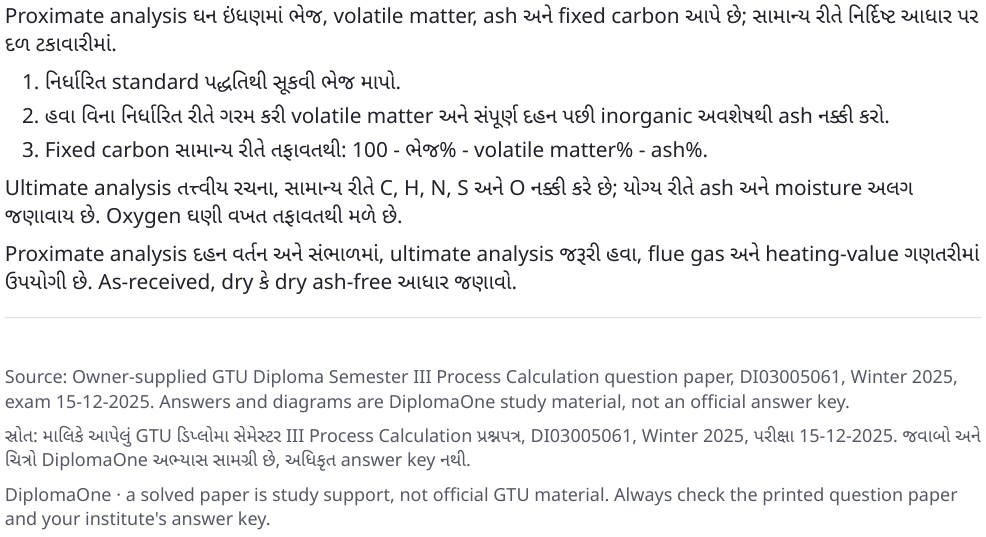 Proximate analysis ઘન ઇંધણમાં ભેજ, volatile matter, ash અને fixed carbon આપે છે; સામાન્ય રીતે નિર્દિષ્ટ આધાર પર
દળ ટકાવારીમાં.
1. નિર્ધારિત standard પદ્ધતિથી સૂકવી ભેજ માપો.
2. હવા વિના નિર્ધારિત રીતે ગરમ કરી volatile matter અને સંપૂર્ણ દહન પછી inorganic અવશેષથી ash નક્કી કરો.
3. Fixed carbon સામાન્ય રીતે તફાવતથી: 100 - ભેજ% - volatile matter% - ash%.
Ultimate analysis તત્ત્વીય રચના, સામાન્ય રીતે C, H, N, S અને O નક્કી કરે છે; યોગ્ય રીતે ash અને moisture અલગ
જણાવાય છે. Oxygen ઘણી વખત તફાવતથી મળે છે.
Proximate analysis દહન વર્તન અને સંભાળમાં, ultimate analysis જરૂરી હવા, flue gas અને heating-value ગણતરીમાં
ઉપયોગી છે. As-received, dry કે dry ash-free આધાર જણાવો.
Source: Owner-supplied GTU Diploma Semester III Process Calculation question paper, DI03005061, Winter 2025,
exam 15-12-2025. Answers and diagrams are DiplomaOne study material, not an official answer key.
સ્રોત: માલિકે આપેલું GTU ડિપ્લોમા સેમેસ્ટર III Process Calculation પ્રશ્નપત્ર, DI03005061, Winter 2025, પરીક્ષા 15-12-2025. જવાબો અને
ચિત્રો DiplomaOne અભ્યાસ સામગ્રી છે, અધિકૃત answer key નથી.
DiplomaOne · a solved paper is study support, not official GTU material. Always check the printed question paper
and your institute's answer key.